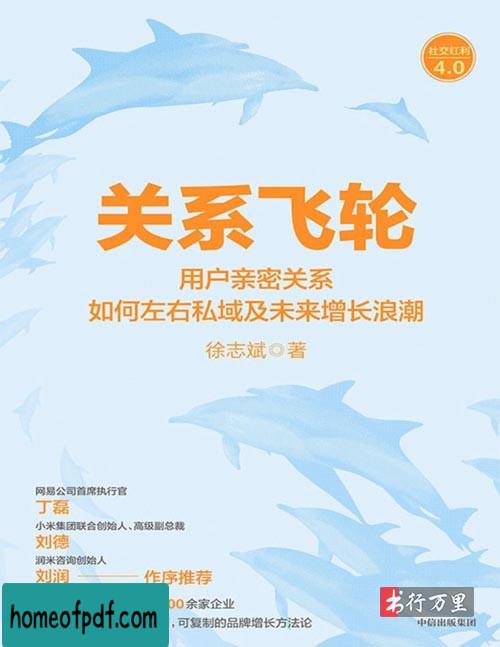 社交红利
4.0
关系飞轮
用户亲密关系
如何左右私域及未来增长浪潮
徐志斌◎著
网易公司首席执行官
丁磊
小米集团联合创始人、高级副总裁
刘德
润米咨询创始人
刘润——作序推荐
00余家企业
,可复制的品牌增长方法论
homeofpdf.com
书行万里
中信出版集团